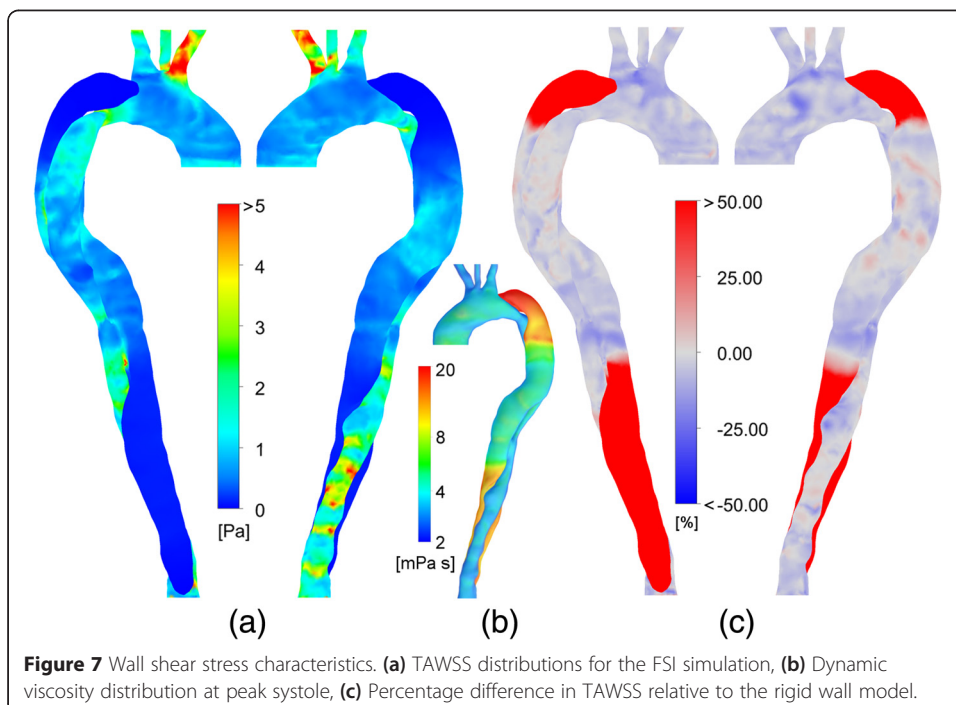 >5
4
3
2
1
0
[Pa]
20
8
4
2
[mPa s]
>50.00
25.00
0.00
-25.00
<-50.00
[%]
(a)
(b)
(c)
Figure 7 Wall shear stress characteristics. (a) TAWSS distributions for the FSI simulation, (b) Dynamic
viscosity distribution at peak systole, (c) Percentage difference in TAWSS relative to the rigid wall model.